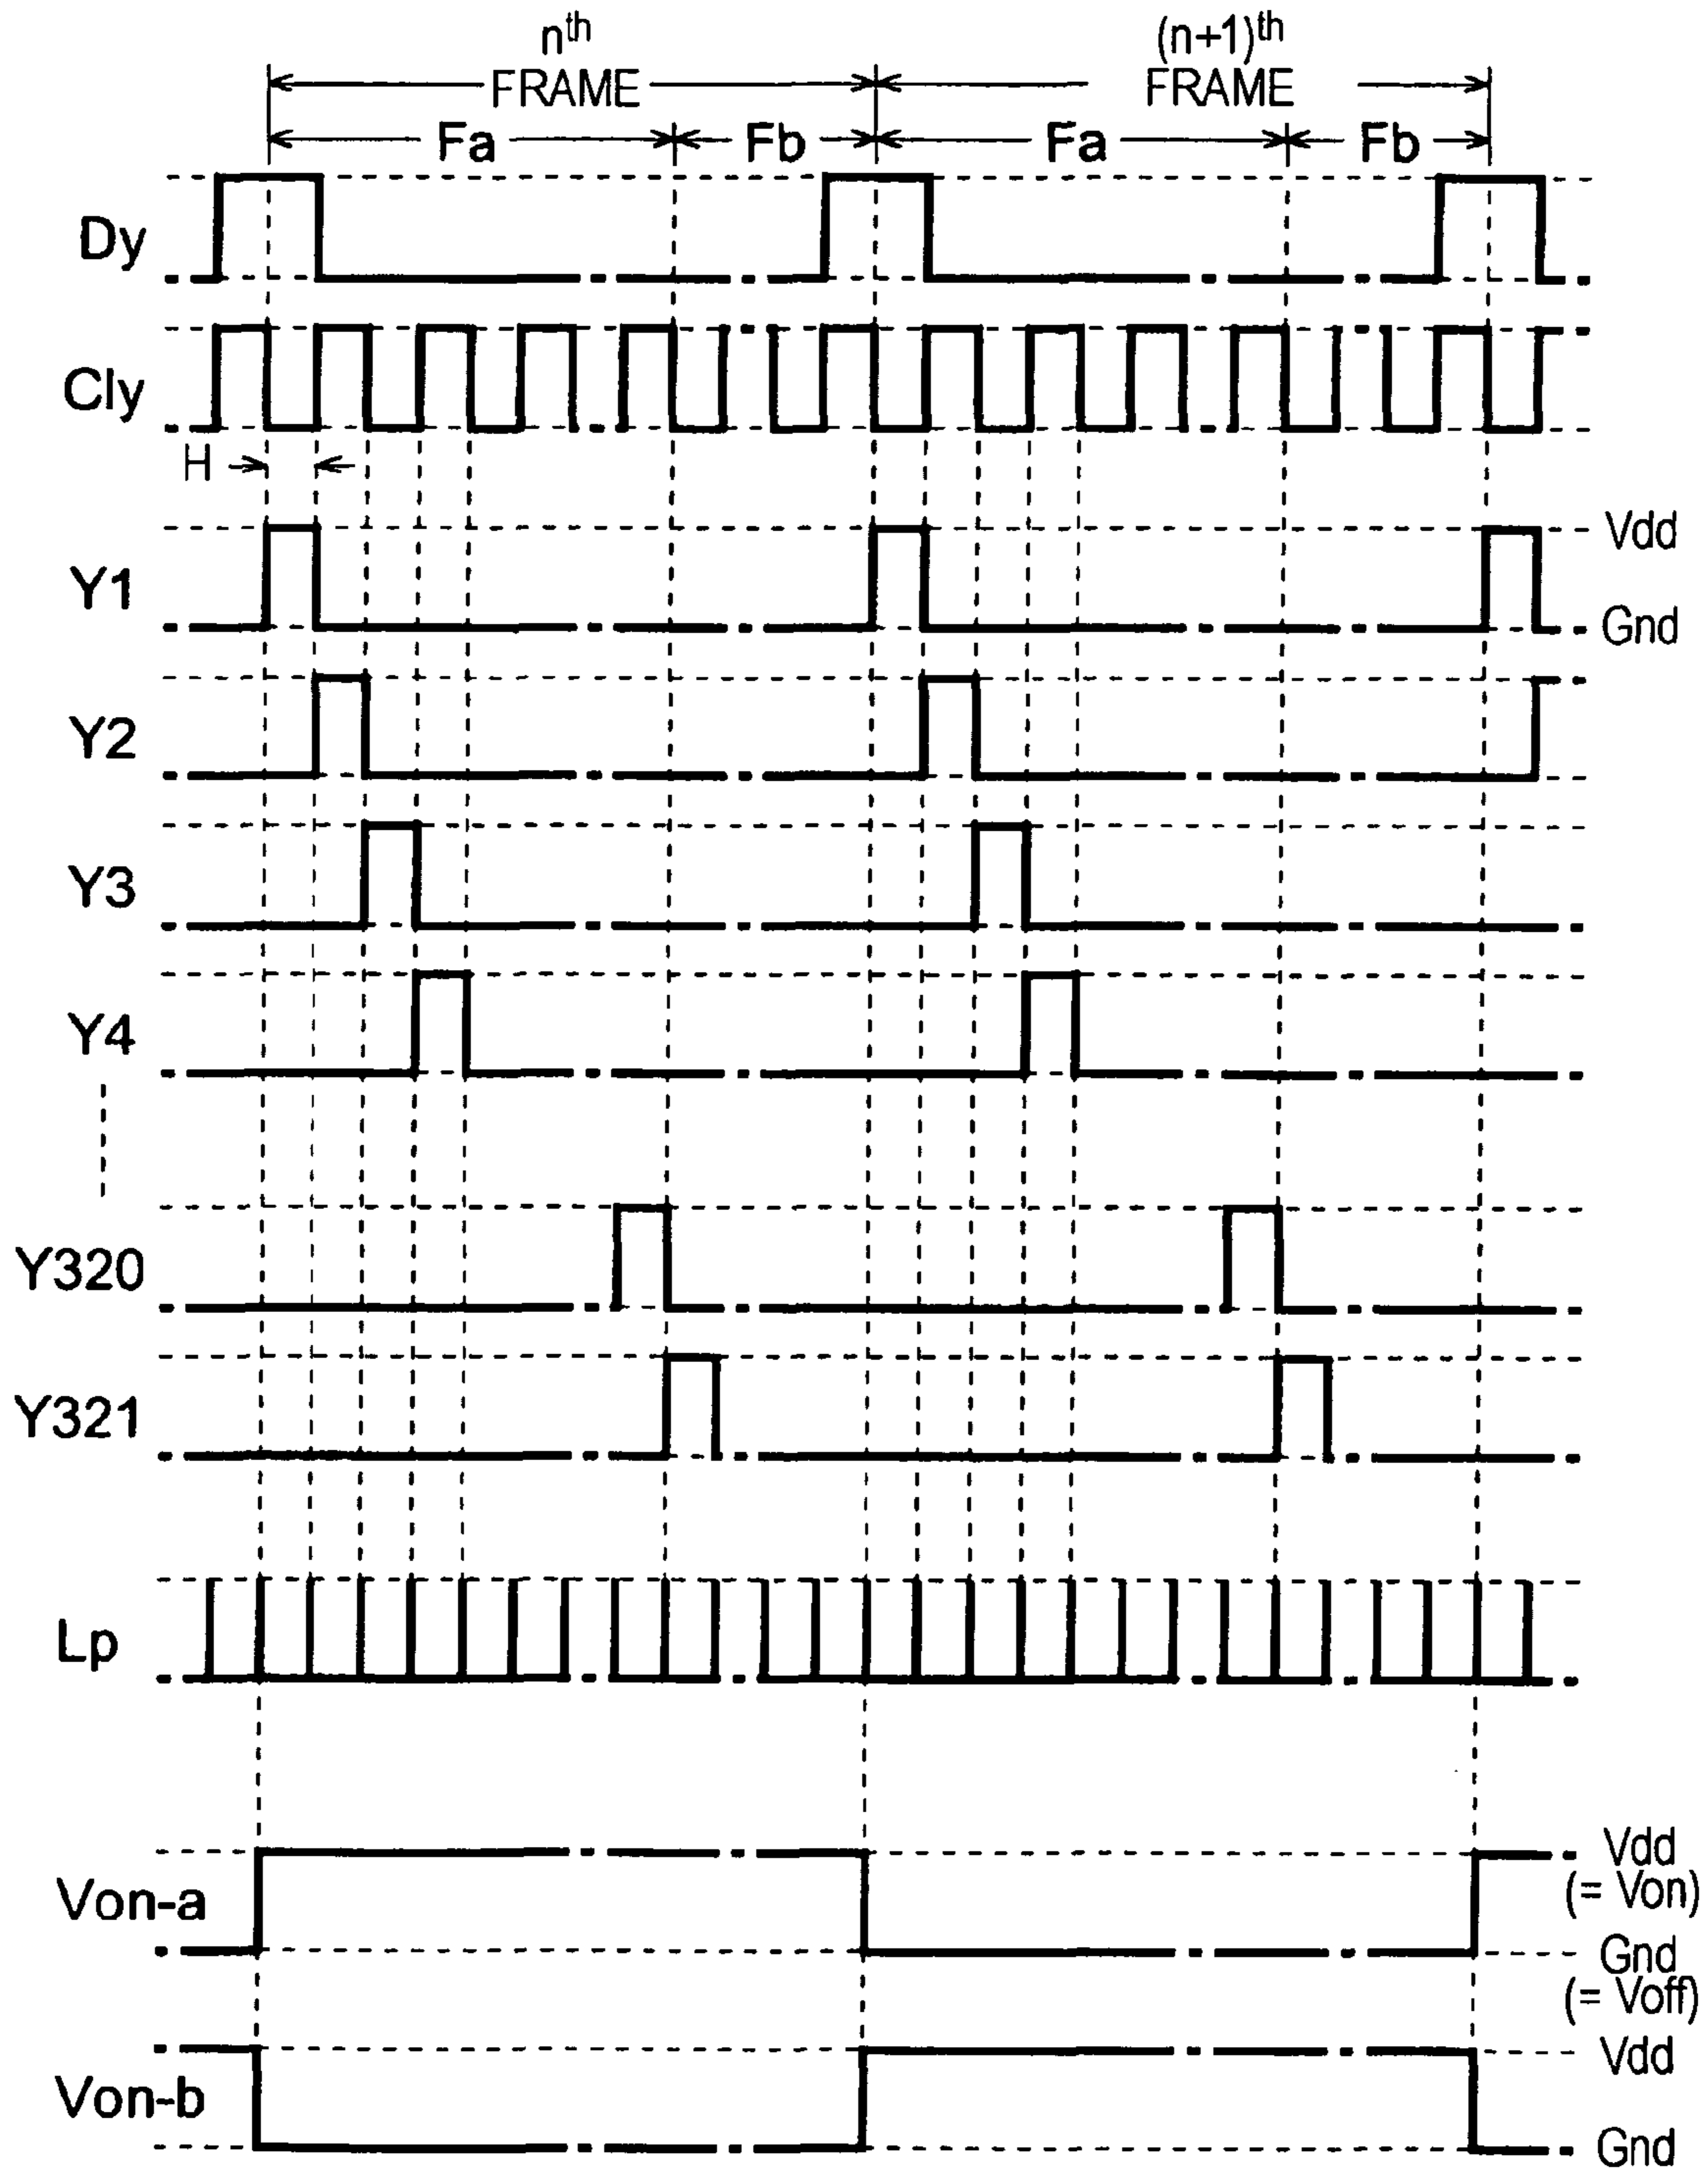 nth (n+1)th
FRAME FRAME
Fa Fb Fa Fb
Dy
Cly
H
Vdd
Y1
Gnd
Y2
Y3
Y4
Y320
Y321
Lp
Vdd
(= Von)
Von-a
Gnd
(= Voff)
Vdd
Von-b
Gnd